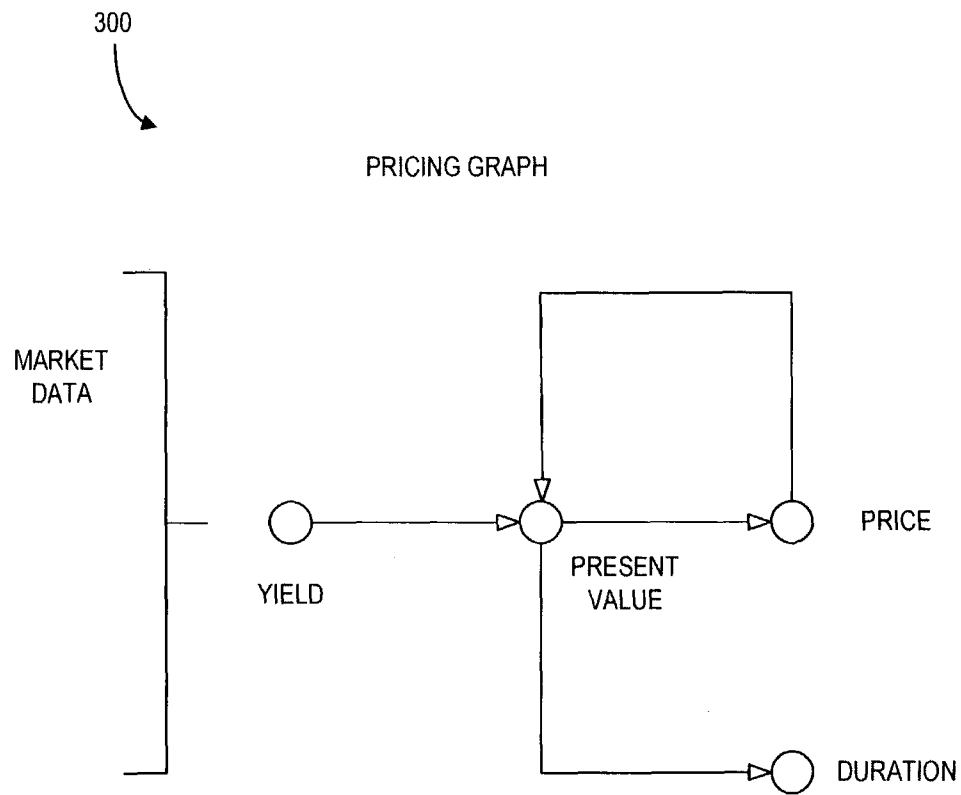 300
PRICING GRAPH
MARKET
DATA
YIELD
PRESENT
VALUE
PRICE
DURATION